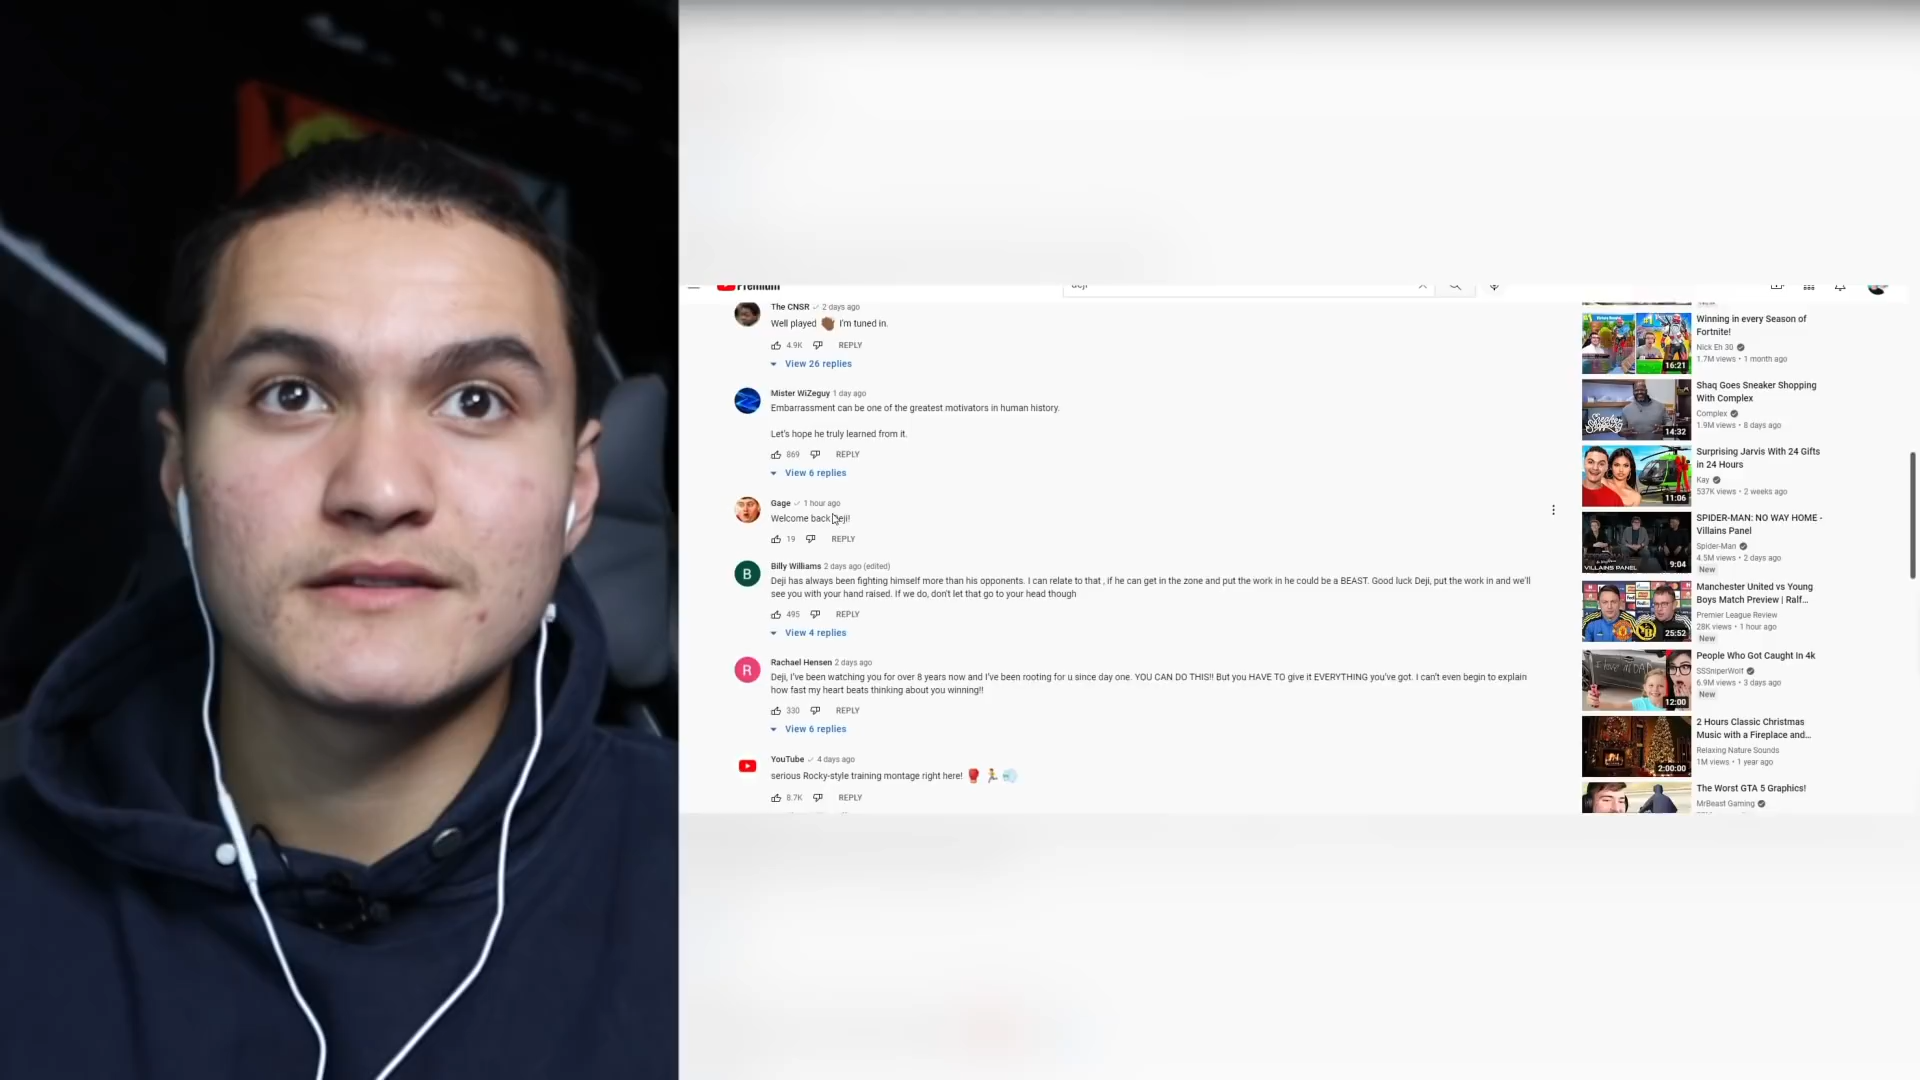 Premium
deji
The CNSR 2 days ago
Well played I'm tuned in.
4.9K REPLY
View 26 replies
Mister WiZeguy 1 day ago
Embarrassment can be one of the greatest motivators in human history.
Let's hope he truly learned from it.
869 REPLY
View 6 replies
Gage 1 hour ago
Welcome back Deji!
19 REPLY
Billy Williams 2 days ago (edited)
Deji has always been fighting himself more than his opponents. I can relate to that , if he can get in the zone and put the work in he could be a BEAST. Good luck Deji, put the work in and we'll
see you with your hand raised. If we do, don't let that go to your head though
495 REPLY
View 4 replies
Rachael Hensen 2 days ago
Deji, I've been watching you for over 8 years now and I've been rooting for u since day one. YOU CAN DO THIS!! But you HAVE TO give it EVERYTHING you've got. I can't even begin to explain
how fast my heart beats thinking about you winning!!
330 REPLY
View 6 replies
YouTube 4 days ago
serious Rocky-style training montage right here!
8.7K REPLY
B
R
16:21
Winning in every Season of
Fortnite!
Nick Eh 30
1.7M views • 1 month ago
14:32
Shaq Goes Sneaker Shopping
With Complex
Complex
1.9M views • 8 days ago
11:06
Surprising Jarvis With 24 Gifts
in 24 Hours
Kay
537K views • 2 weeks ago
VILLAINS PANEL
9:04
SPIDER-MAN: NO WAY HOME -
Villains Panel
Spider-Man
4.5M views • 2 days ago
New
25:52
Manchester United vs Young
Boys Match Preview | Ralf...
Premier League Review
28K views • 1 hour ago
New
12:00
People Who Got Caught In 4k
SSSniperWolf
6.9M views • 3 days ago
New
2:00:00
2 Hours Classic Christmas
Music with a Fireplace and...
Relaxing Nature Sounds
1M views • 1 year ago
The Worst GTA 5 Graphics!
MrBeast Gaming